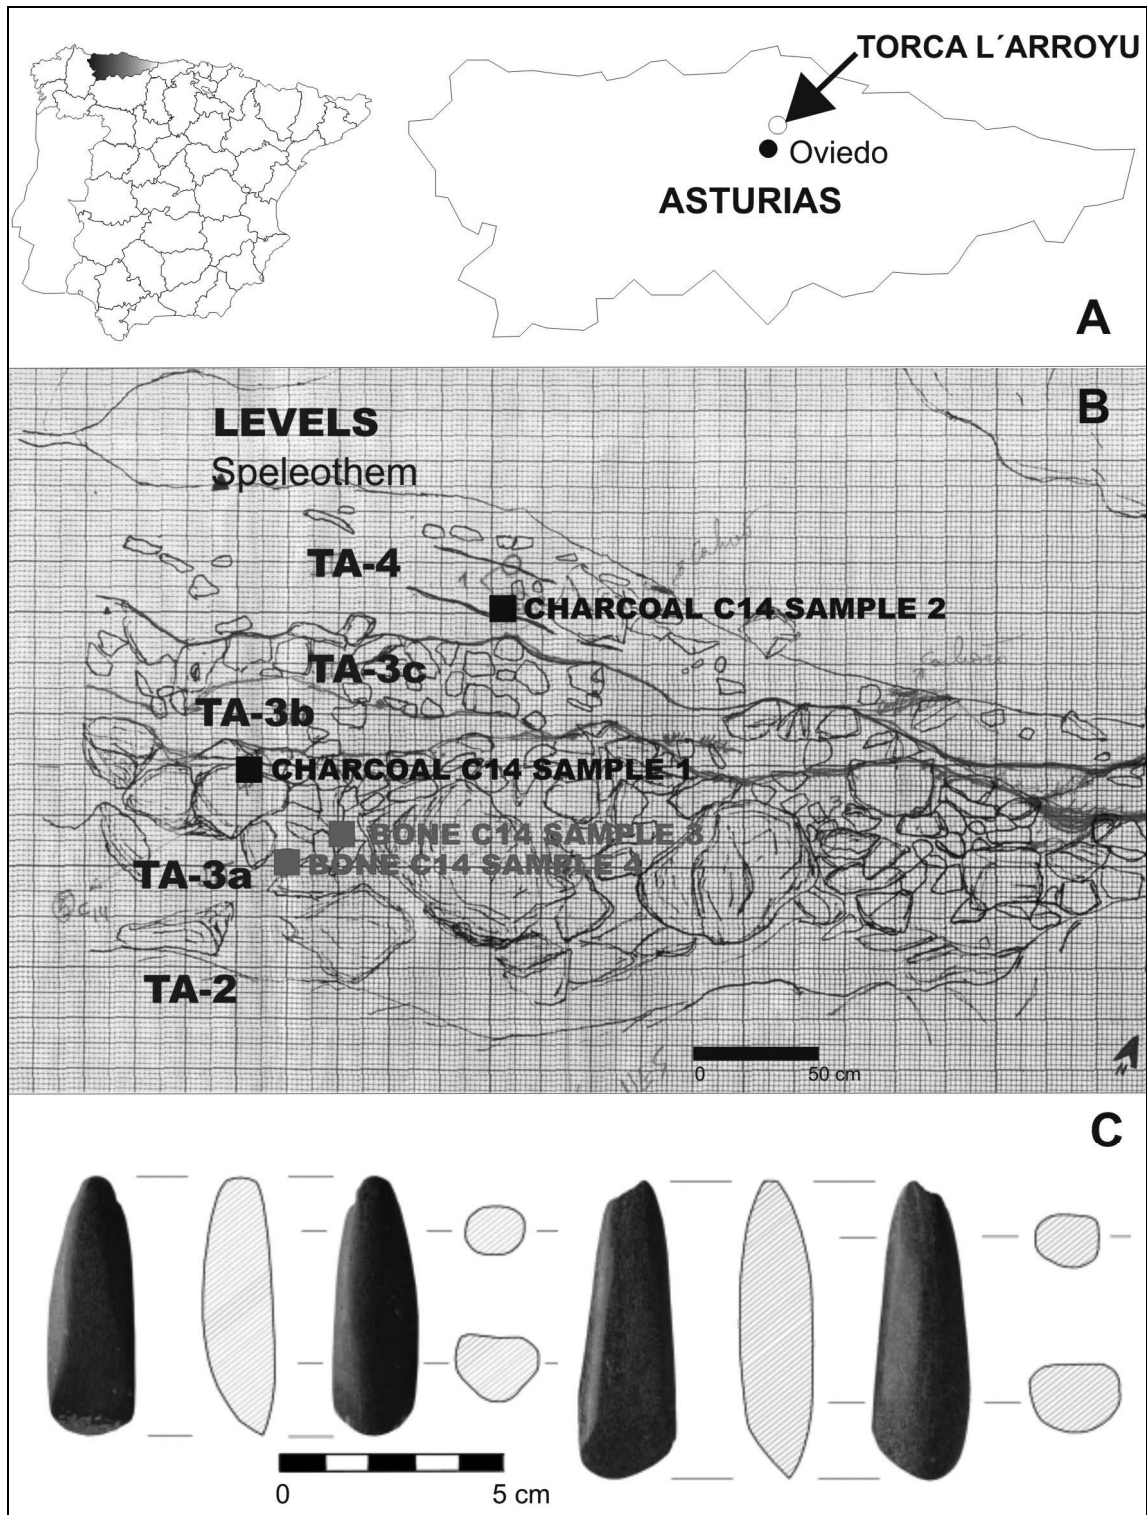 TORCA L´ARROYU
Oviedo
ASTURIAS
A
B
LEVELS
Speleothem
TA-4
CHARCOAL C14 SAMPLE 2
TA-3c
TA-3b
CHARCOAL C14 SAMPLE 1
BONE C14 SAMPLE 3
BONE C14 SAMPLE 4
TA-3a
C14
TA-2
0 50 cm
C
0 5 cm